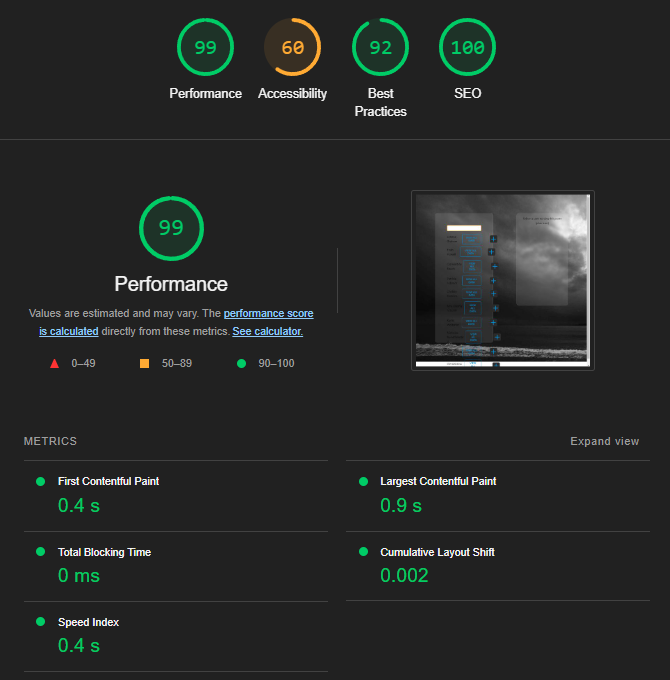 99
60
92
100
Performance
Accessibility
Best
Practices
SEO
99
Performance
Values are estimated and may vary. The performance score
is calculated directly from these metrics. See calculator.
0–49
50–89
90–100
METRICS
Expand view
First Contentful Paint
0.4 s
Largest Contentful Paint
0.9 s
Total Blocking Time
0 ms
Cumulative Layout Shift
0.002
Speed Index
0.4 s